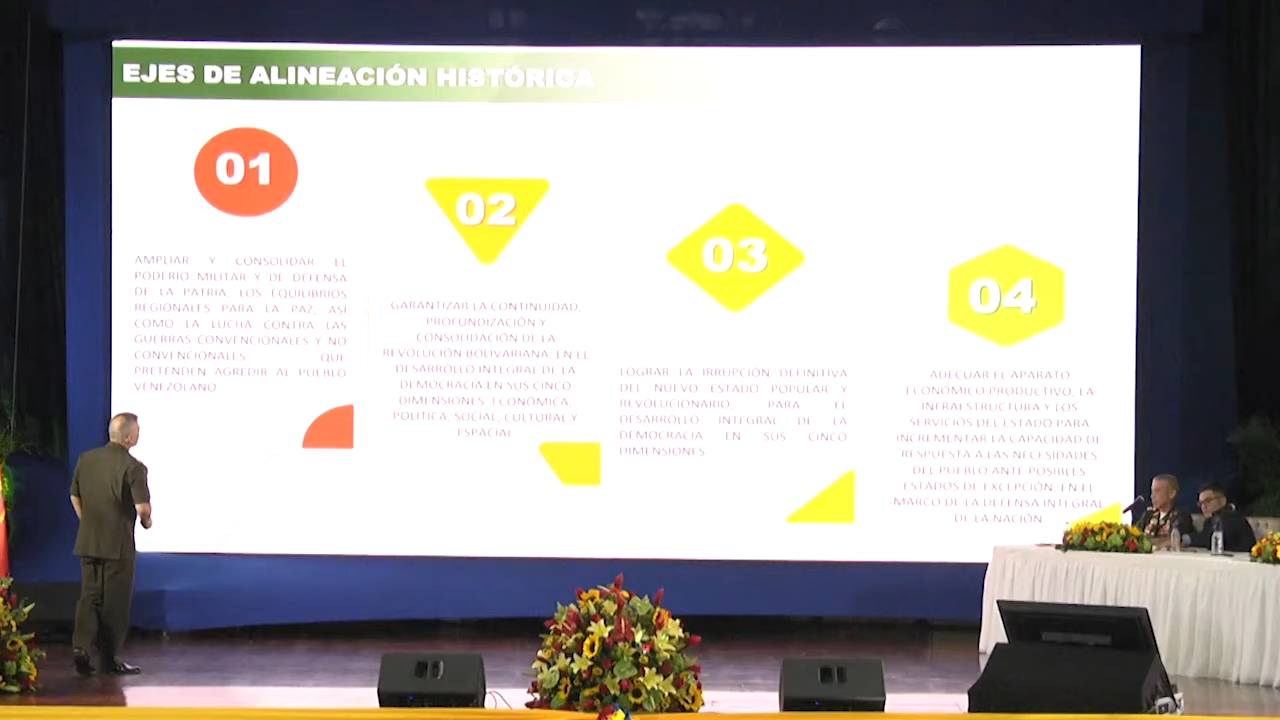 EJES DE ALINEACIÓN HISTÓRICA
01
AMPLIAR Y CONSOLIDAR EL
PODERÍO MILITAR Y DE DEFENSA
DE LA PATRIA, LOS EQUILIBRIOS
REGIONALES PARA LA PAZ, ASÍ
COMO LA LUCHA CONTRA LAS
GUERRAS CONVENCIONALES Y NO
CONVENCIONALES QUE
PRETENDEN AGREDIR AL PUEBLO
VENEZOLANO
02
GARANTIZAR LA CONTINUIDAD,
PROFUNDIZACIÓN Y
CONSOLIDACIÓN DE LA
REVOLUCIÓN BOLIVARIANA, EN EL
DESARROLLO INTEGRAL DE LA
DEMOCRACIA EN SUS CINCO
DIMENSIONES: ECONÓMICA,
POLÍTICA, SOCIAL, CULTURAL Y
ESPACIAL
03
LOGRAR LA IRRUPCIÓN DEFINITIVA
DEL NUEVO ESTADO POPULAR Y
REVOLUCIONARIO, PARA EL
DESARROLLO INTEGRAL DE LA
DEMOCRACIA EN SUS CINCO
DIMENSIONES
04
ADECUAR EL APARATO
ECONÓMICO PRODUCTIVO, LA
INFRAESTRUCTURA Y LOS
SERVICIOS DEL ESTADO PARA
INCREMENTAR LA CAPACIDAD DE
RESPUESTA A LAS NECESIDADES
DEL PUEBLO ANTE POSIBLES
ESTADOS DE EXCEPCIÓN, EN EL
MARCO DE LA DEFENSA INTEGRAL
DE LA NACIÓN